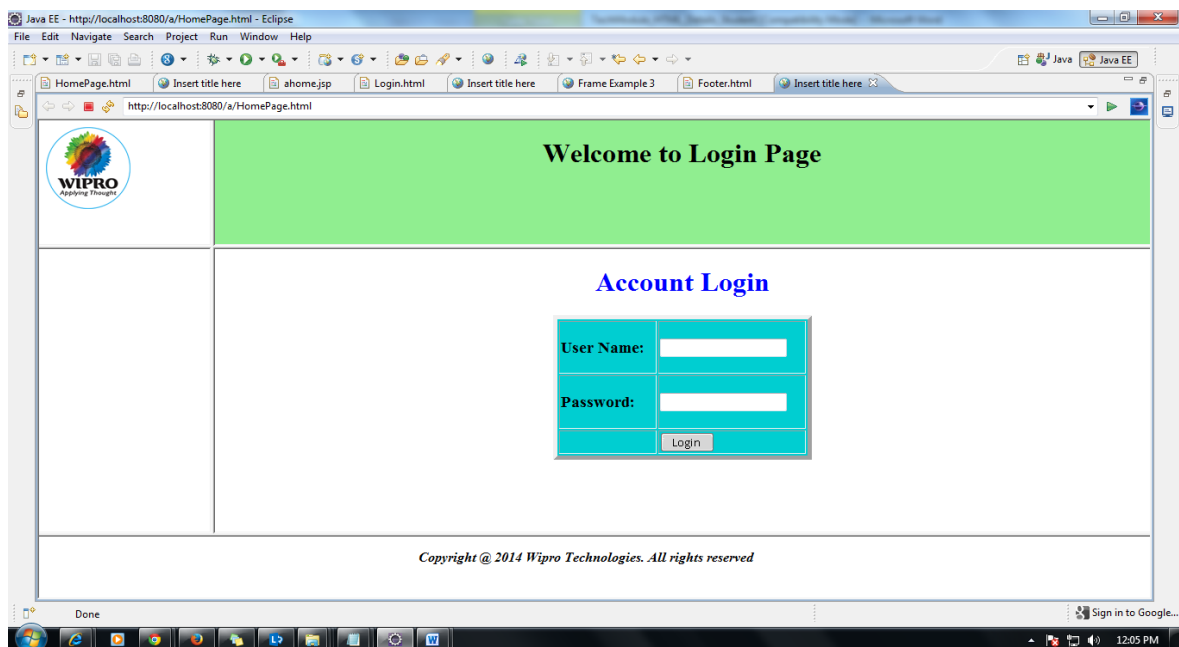 Java EE - http://localhost:8080/a/HomePage.html - Eclipse
File Edit Navigate Search Project Run Window Help
Java Java EE
HomePage.html Insert title here ahome.jsp Login.html Insert title here Frame Example 3 Footer.html Insert title here
http://localhost:8080/a/HomePage.html
WIPRO
Applying Thought
Welcome to Login Page
Account Login
User Name:
Password:
Login
Copyright @ 2014 Wipro Technologies. All rights reserved
Done
Sign in to Google...
12:05 PM